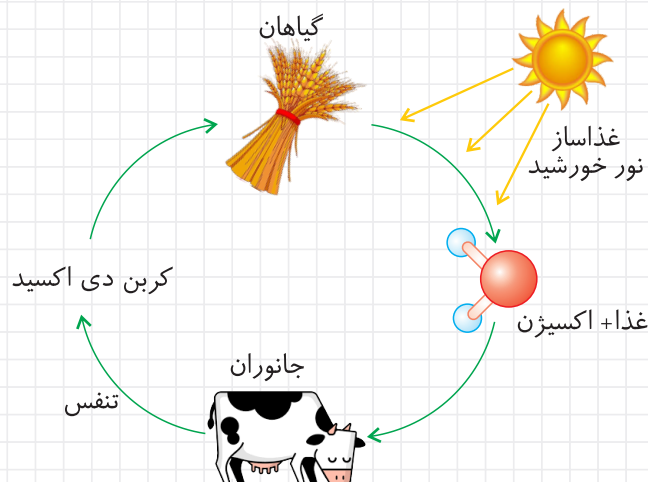 گیاهان
غذاساز
نور خورشید
غذا+ اکسیژن
جانوران
تنفس
کربن دی اکسید